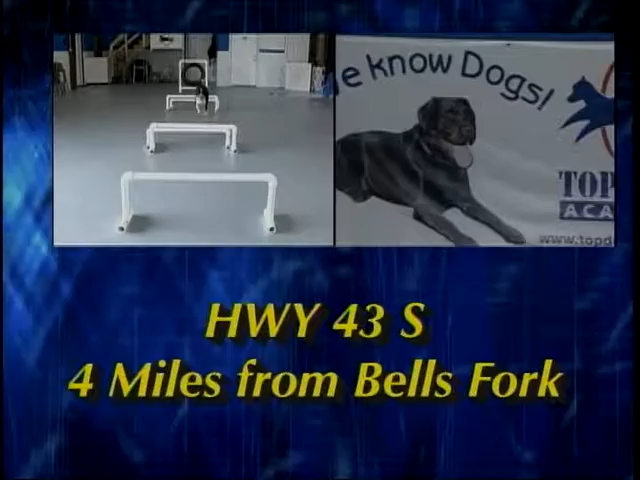 e know Dogs!
TOP
ACA
www.topd
HWY 43 S
4 Miles from Bells Fork